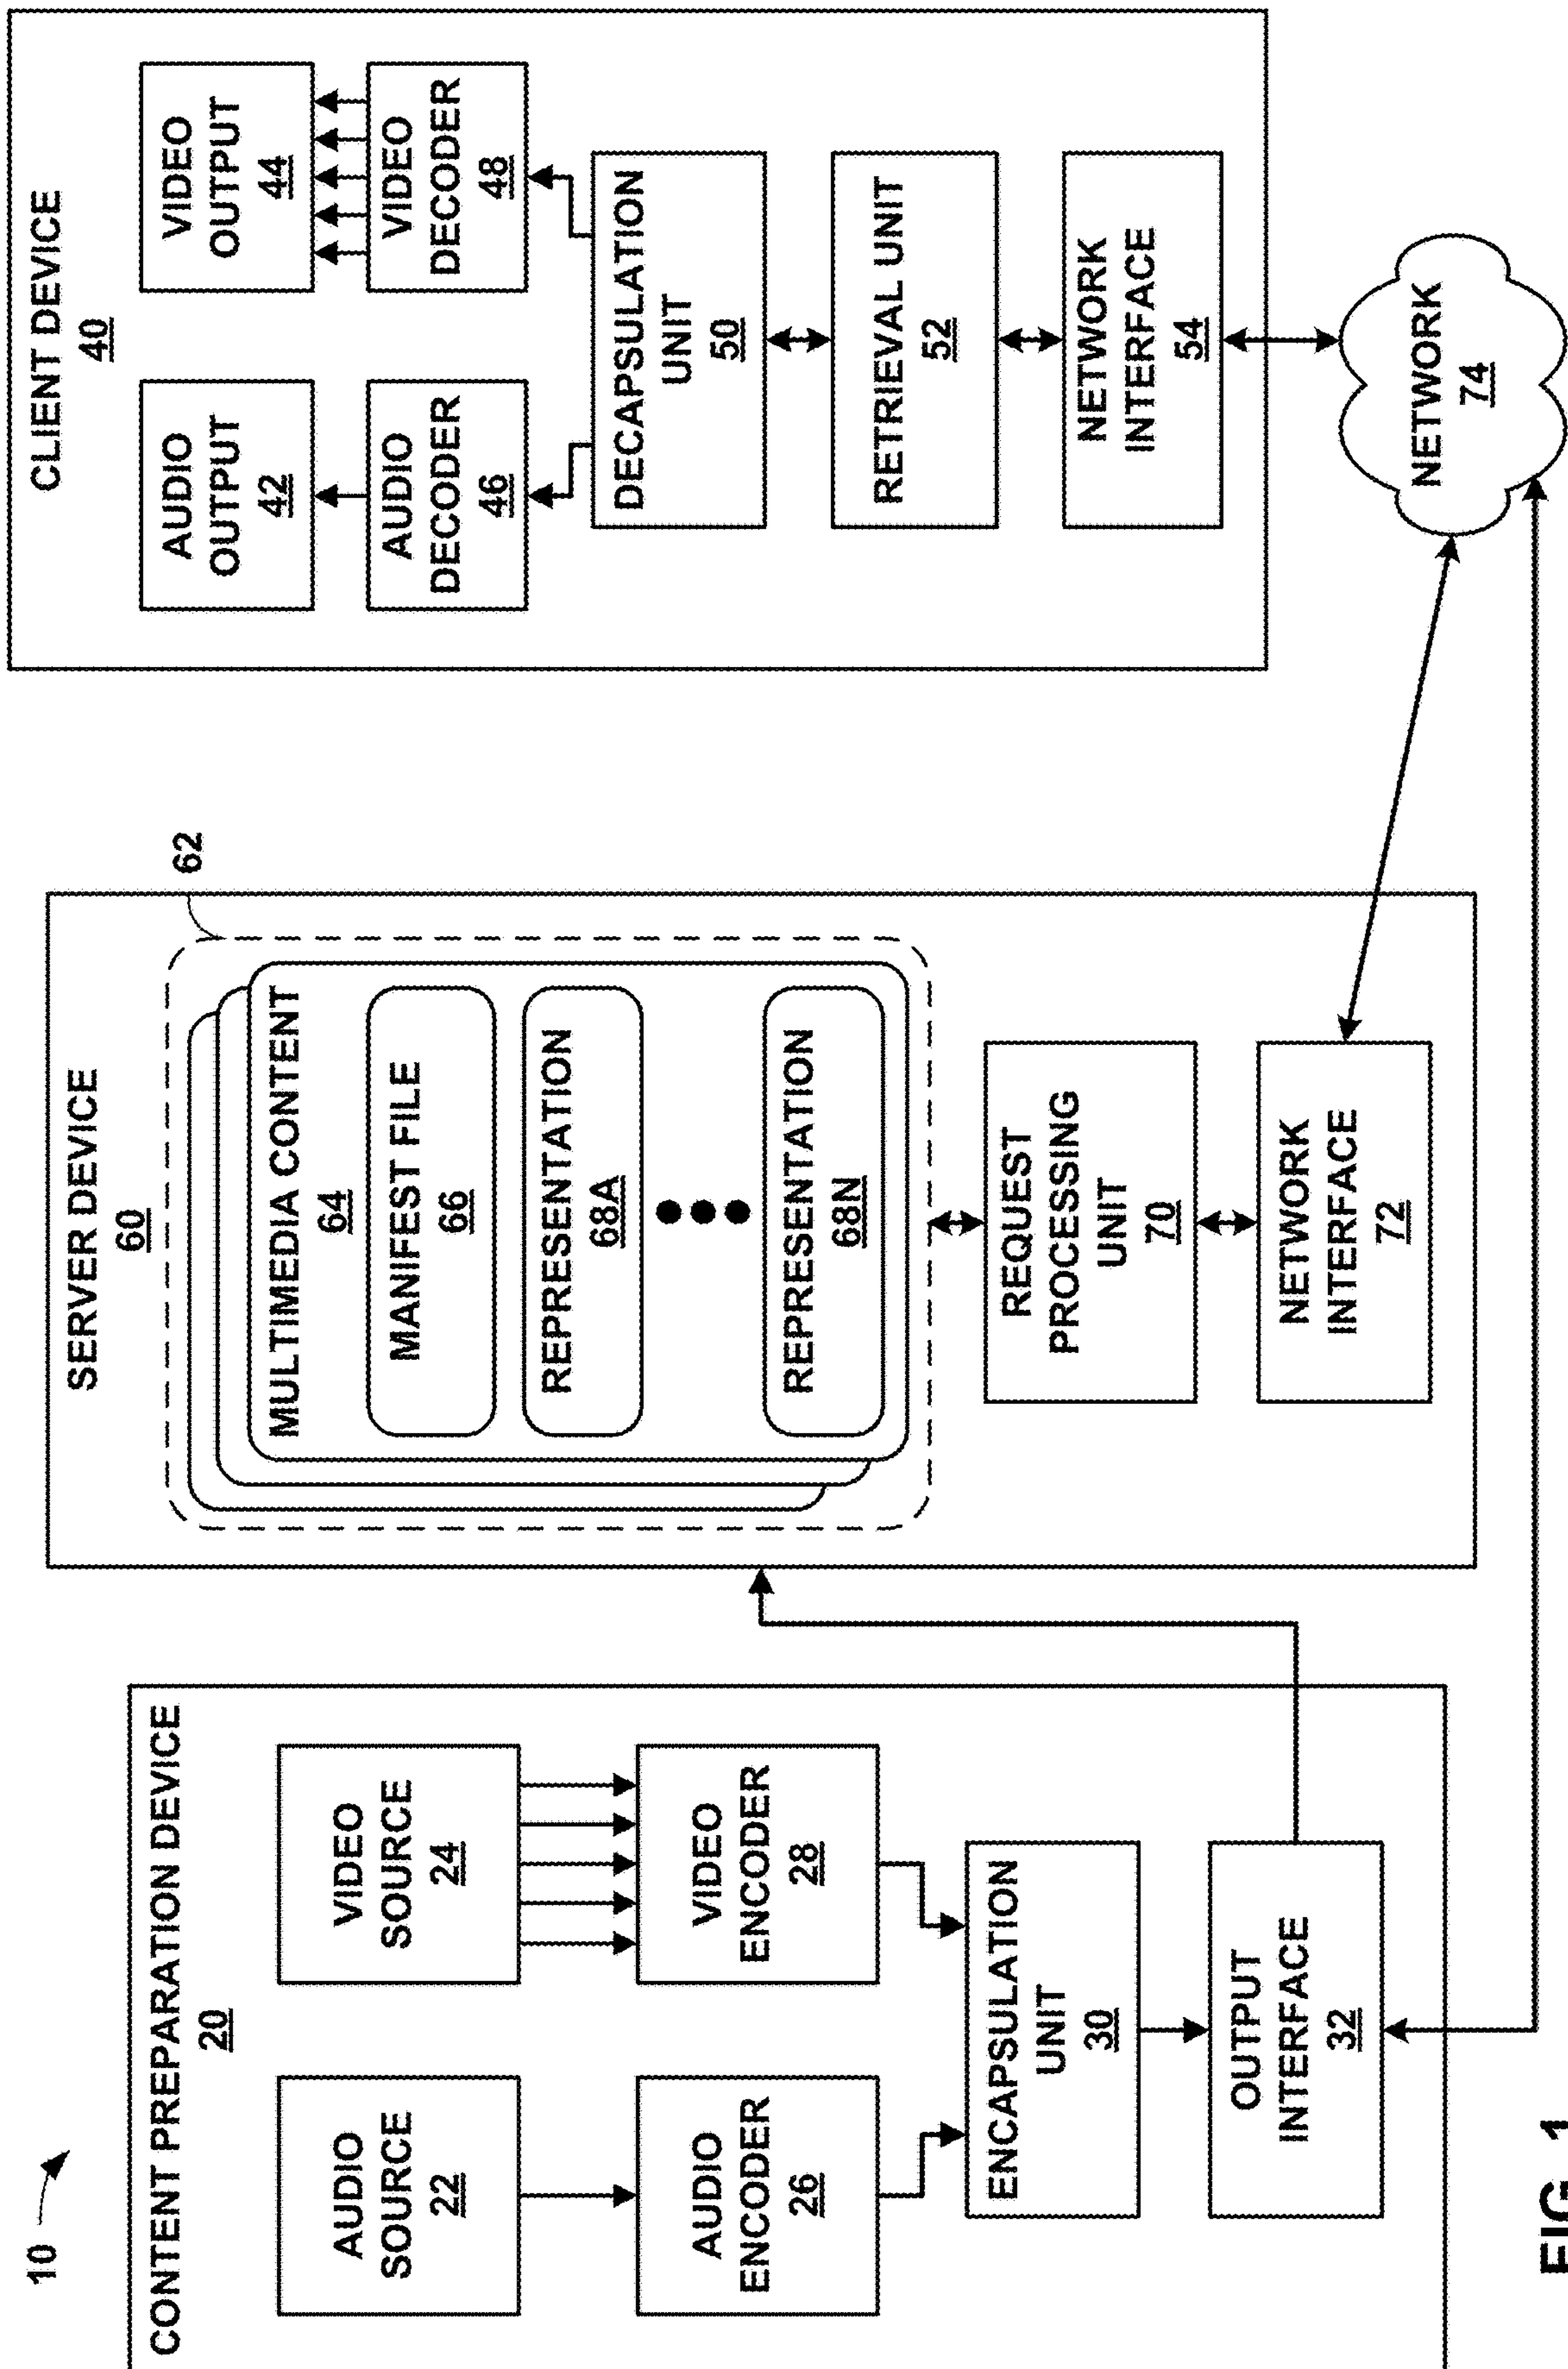 10
CONTENT PREPARATION DEVICE
20
AUDIO
SOURCE
22
VIDEO
SOURCE
24
AUDIO
ENCODER
26
VIDEO
ENCODER
28
ENCAPSULATION
UNIT
30
OUTPUT
INTERFACE
32
SERVER DEVICE
60
62
MULTIMEDIA CONTENT
64
MANIFEST FILE
66
REPRESENTATION
68A
REPRESENTATION
68N
REQUEST
PROCESSING
UNIT
70
NETWORK
INTERFACE
72
CLIENT DEVICE
40
AUDIO
OUTPUT
42
VIDEO
OUTPUT
44
AUDIO
DECODER
46
VIDEO
DECODER
48
DECAPSULATION
UNIT
50
RETRIEVAL UNIT
52
NETWORK
INTERFACE
54
NETWORK
74
FIG. 1